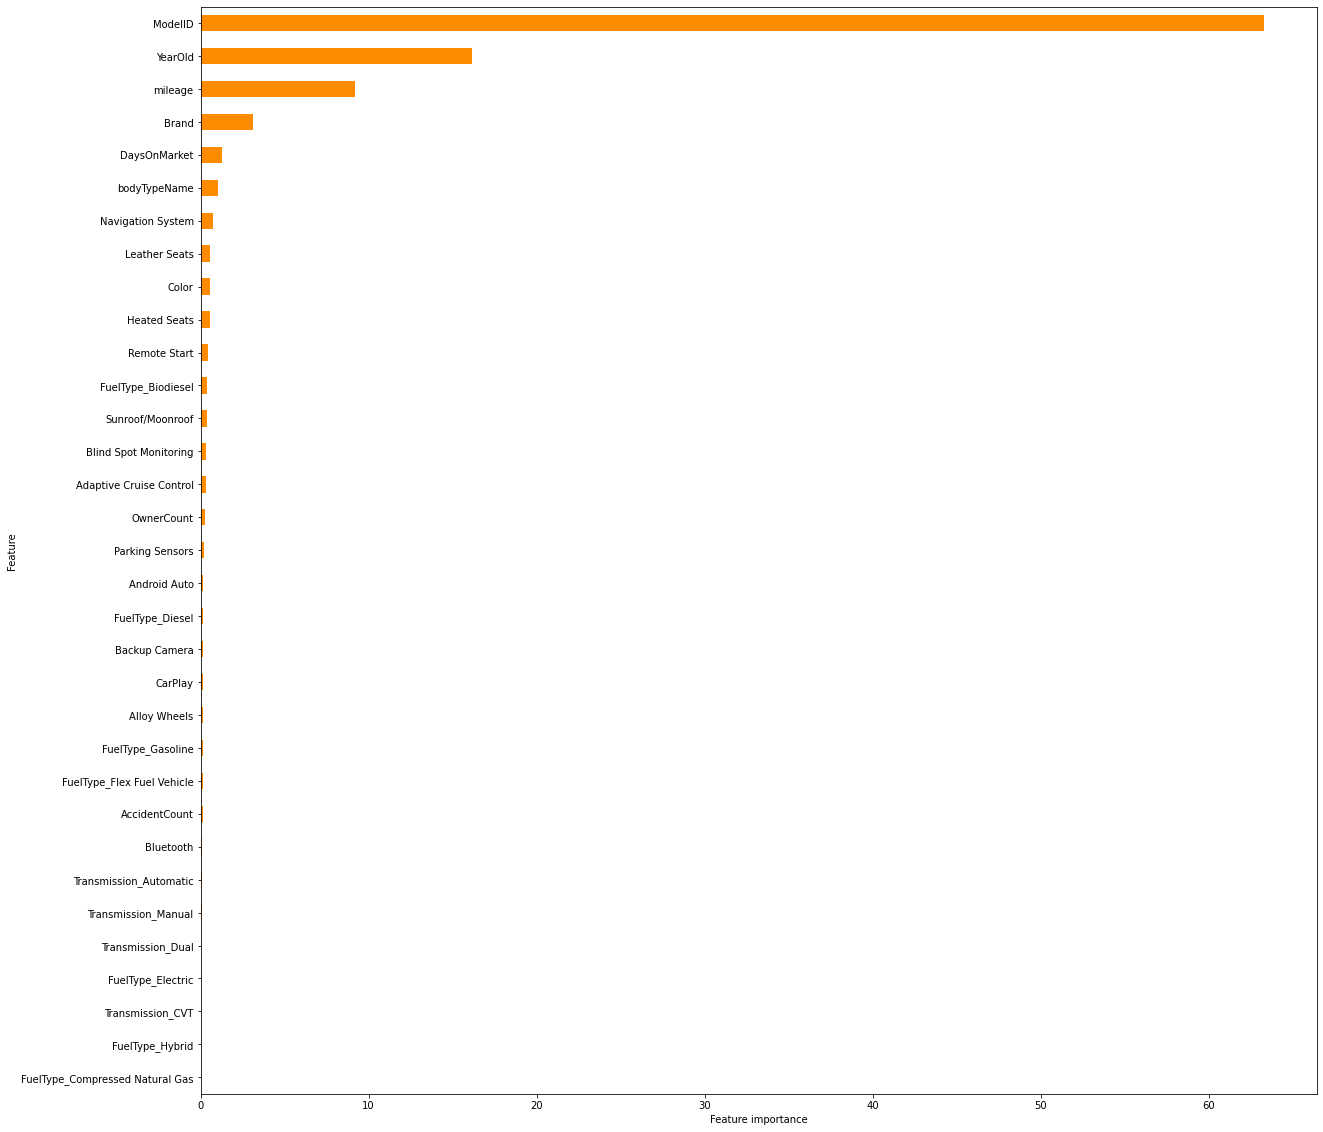 ModelID
YearOld
mileage
Brand
DaysOnMarket
bodyTypeName
Navigation System
Leather Seats
Color
Heated Seats
Remote Start
FuelType_Biodiesel
Sunroof/Moonroof
Blind Spot Monitoring
Adaptive Cruise Control
OwnerCount
Parking Sensors
Android Auto
FuelType_Diesel
Backup Camera
CarPlay
Alloy Wheels
FuelType_Gasoline
FuelType_Flex Fuel Vehicle
AccidentCount
Bluetooth
Transmission_Automatic
Transmission_Manual
Transmission_Dual
FuelType_Electric
Transmission_CVT
FuelType_Hybrid
FuelType_Compressed Natural Gas
Feature
0 10 20 30 40 50 60
Feature importance